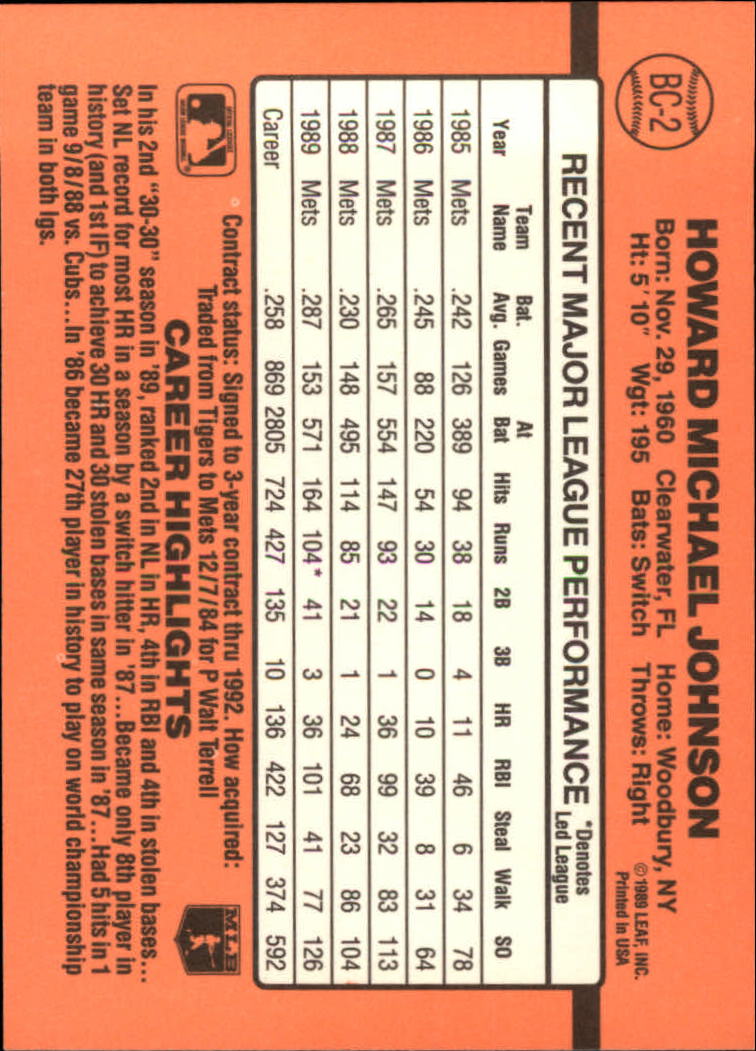 BC-2
HOWARD MICHAEL JOHNSON
Born: Nov. 29, 1960 Clearwater, FL Home: Woodbury, NY
Ht: 5' 10" Wgt: 195 Bats: Switch Throws: Right
© 1989 LEAF, INC.
Printed in USA
RECENT MAJOR LEAGUE PERFORMANCE *Denotes Led League
Year Team Name Bat. Avg. Games At Bat Hits Runs 2B 3B HR RBI Steal Walk SO
1985 Mets .242 126 389 94 38 18 4 11 46 6 34 78
1986 Mets .245 88 220 54 30 14 0 10 39 8 31 64
1987 Mets .265 157 554 147 93 22 1 36 99 32 83 113
1988 Mets .230 148 495 114 85 21 1 24 68 23 86 104
1989 Mets .287 153 571 164 104* 41 3 36 101 41 77 126
Career .258 869 2805 724 427 135 10 136 422 127 374 592
Contract status: Signed to 3-year contract thru 1992. How acquired:
Traded from Tigers to Mets 12/7/84 for P Walt Terrell
MLB
CAREER HIGHLIGHTS
In his 2nd "30-30" season in '89, ranked 2nd in NL in HR, 4th in RBI and 4th in stolen bases...
Set NL record for most HR in a season by a switch hitter in '87...Became only 8th player in
history (and 1st IF) to achieve 30 HR and 30 stolen bases in same season in '87...Had 5 hits in 1
game 9/8/88 vs. Cubs...In '86 became 27th player in history to play on world championship
team in both lgs.